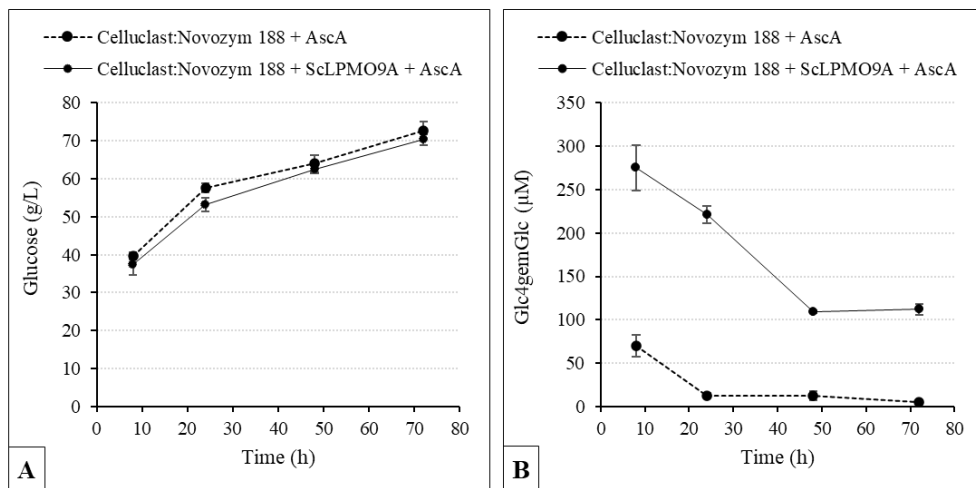 Celluclast:Novozym 188 + AscA
Celluclast:Novozym 188 + ScLPMO9A + AscA
80
70
60
50
40
30
20
10
0
Glucose (g/L)
0 10 20 30 40 50 60 70 80
Time (h)
A
Celluclast:Novozym 188 + AscA
Celluclast:Novozym 188 + ScLPMO9A + AscA
350
300
250
200
150
100
50
0
Glc4gemGlc (µM)
0 10 20 30 40 50 60 70 80
Time (h)
B